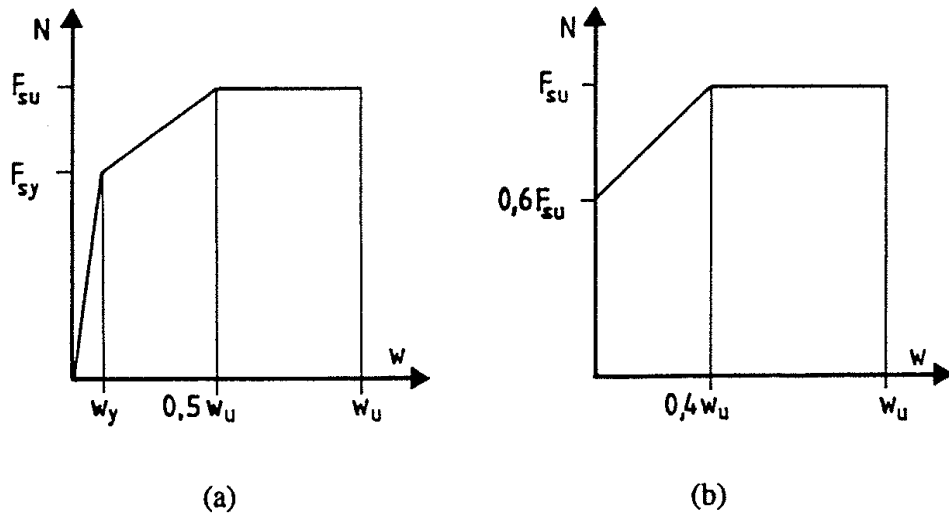 N
F_su
F_sy
w
w_y
0,5 w_u
w_u
(a)
N
F_su
0,6F_su
w
0,4 w_u
w_u
(b)